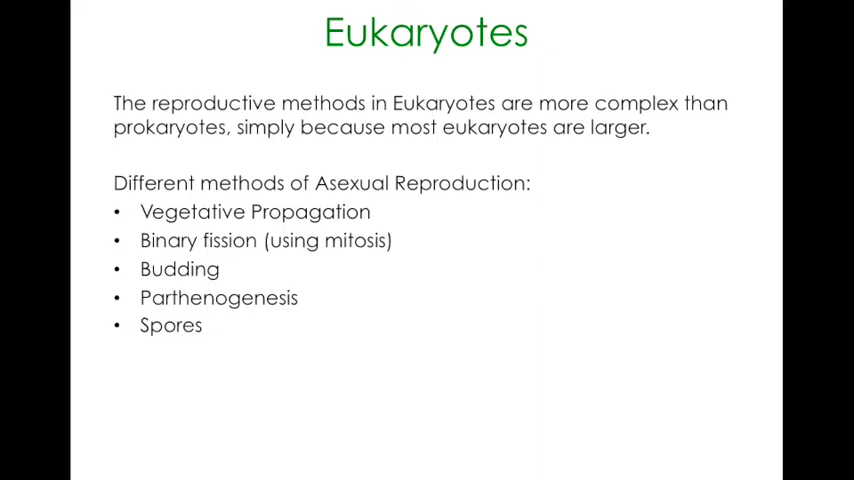 Eukaryotes
The reproductive methods in Eukaryotes are more complex than
prokaryotes, simply because most eukaryotes are larger.
Different methods of Asexual Reproduction:
• Vegetative Propagation
• Binary fission (using mitosis)
• Budding
• Parthenogenesis
• Spores